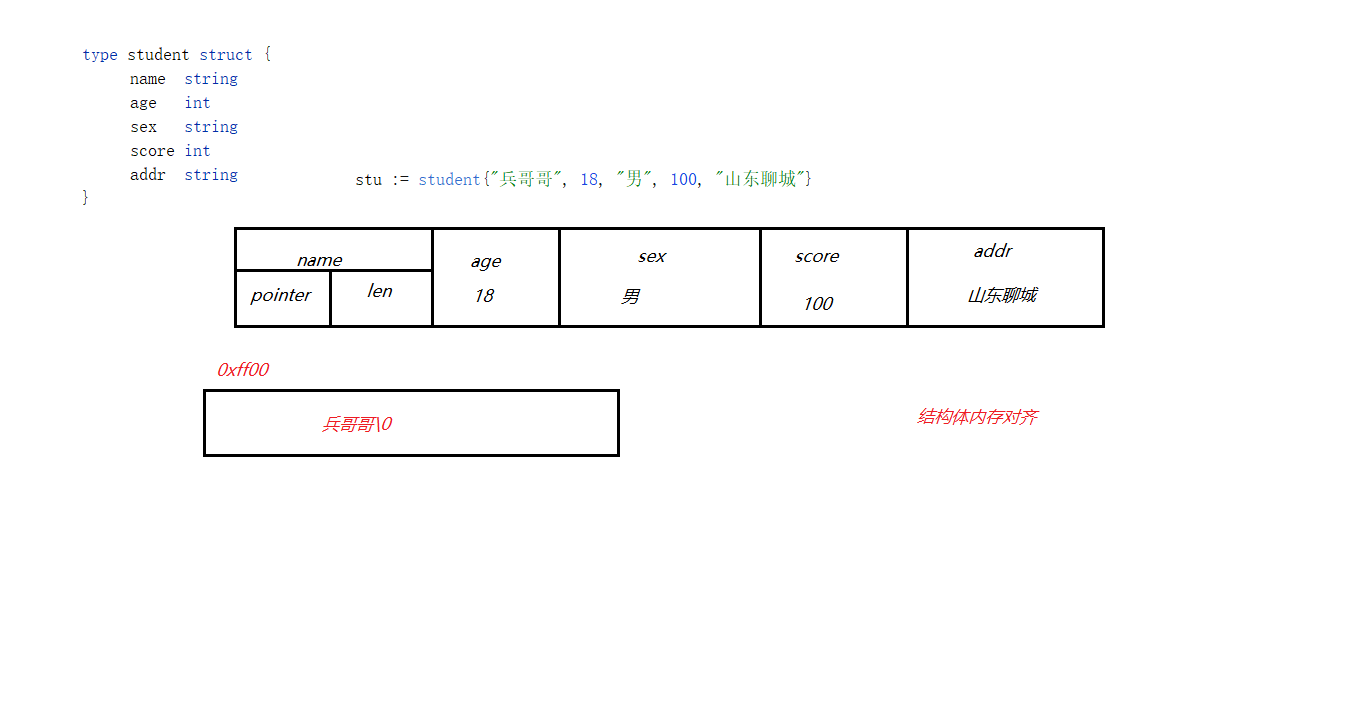 type student struct {
name string
age int
sex string
score int
addr string
}
stu := student{"兵哥哥", 18, "男", 100, "山东聊城"}
name age sex score addr
pointer len 18 男 100 山东聊城
0xff00
兵哥哥\0
结构体内存对齐